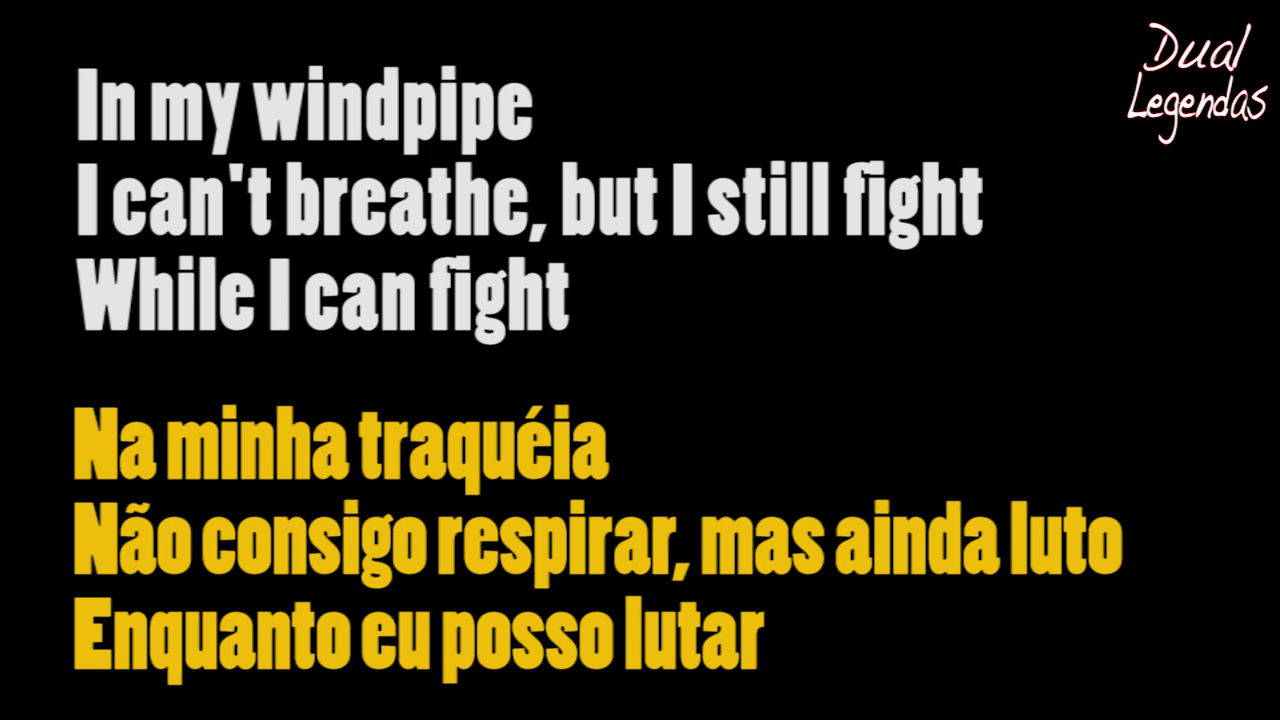 Dual
Legendas
In my windpipe
I can't breathe, but I still fight
While I can fight
Na minha traquéia
Não consigo respirar, mas ainda luto
Enquanto eu posso lutar